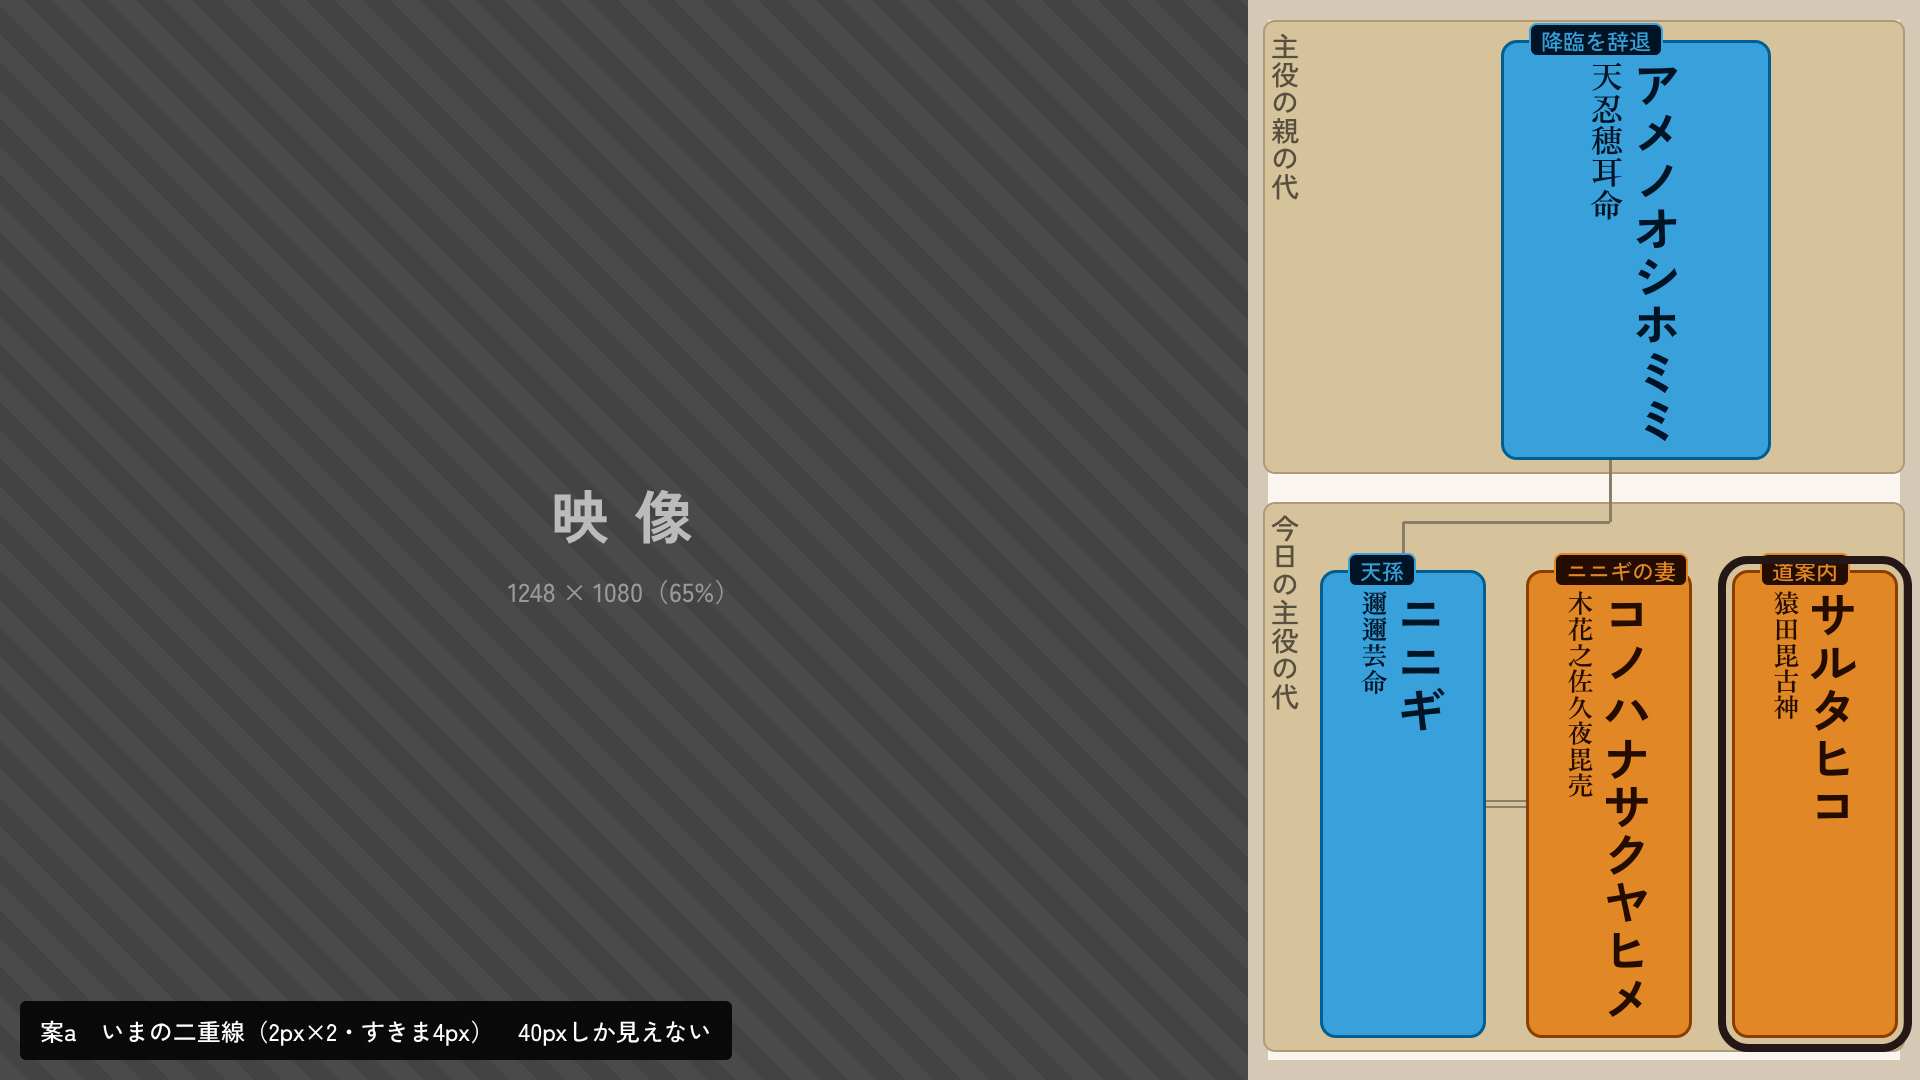 映像
1248 × 1080（65%）
案a　いまの二重線（2px×2・すきま4px）　40pxしか見えない
主役の親の代
降臨を辞退
アメノオシホミミ
天忍穂耳命
今日の主役の代
天孫
ニニギ
邇邇芸命
ニニギの妻
コノハナサクヤヒメ
木花之佐久夜毘売
道案内
サルタヒコ
猿田毘古神